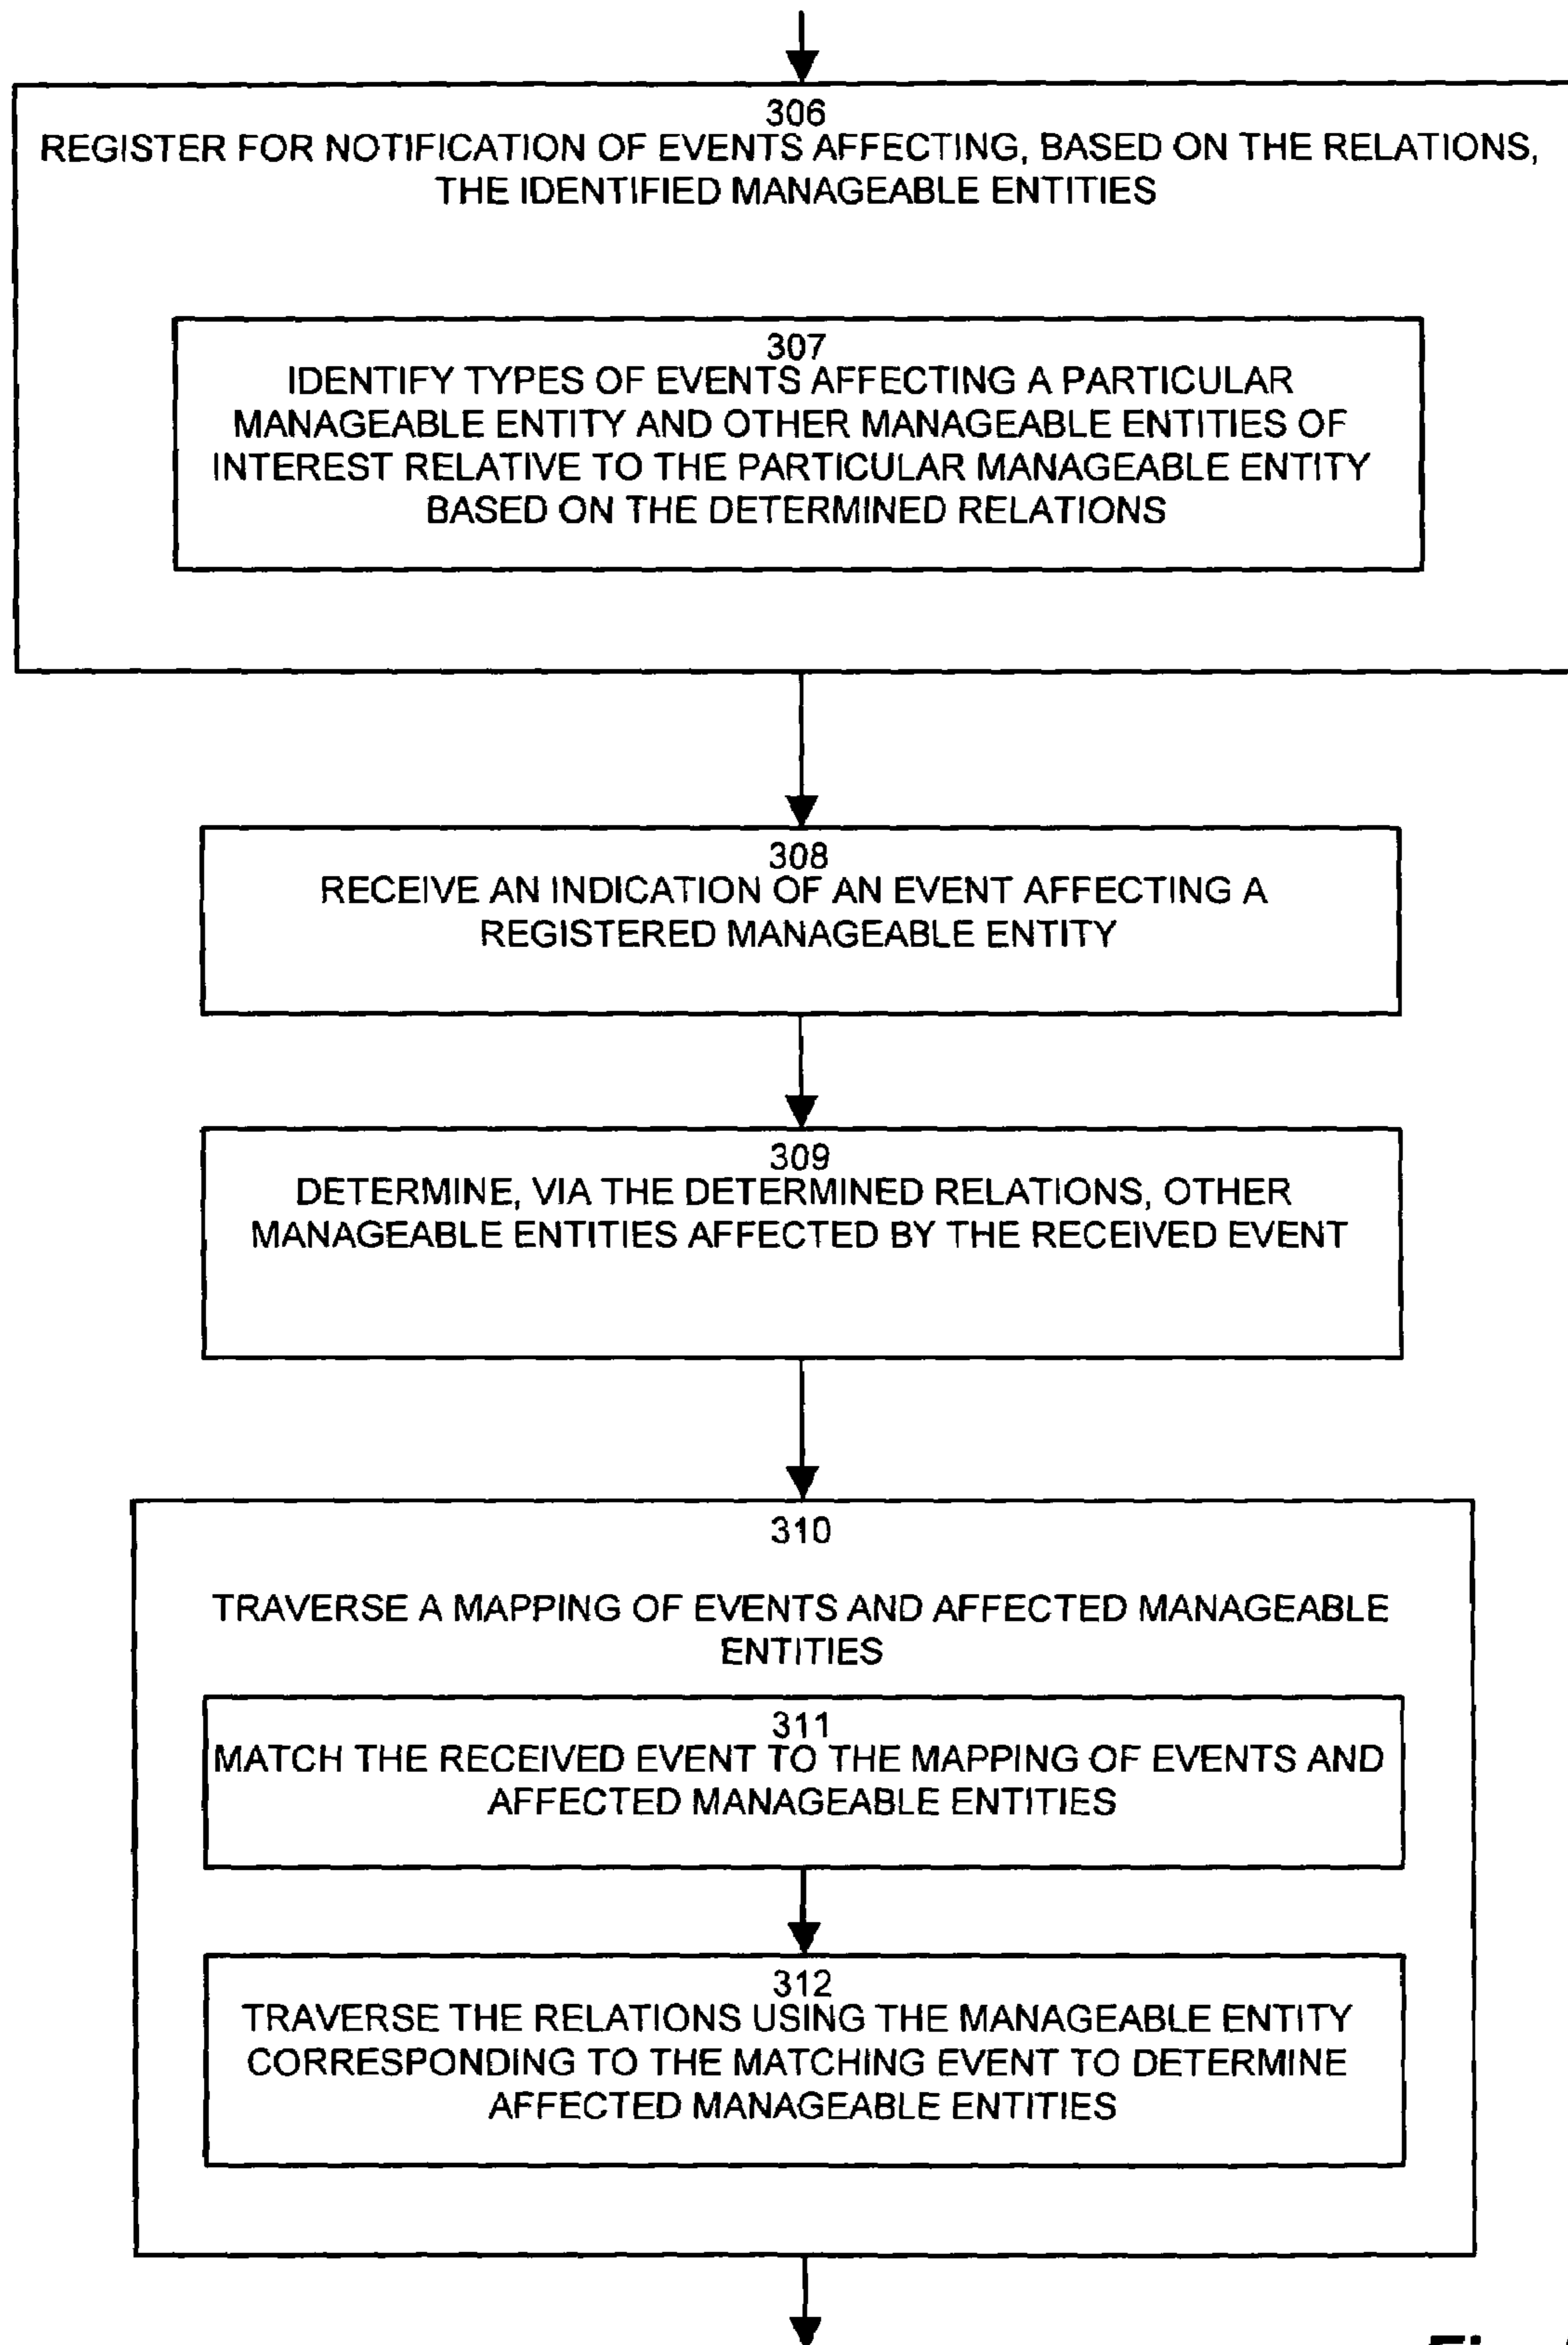 306
REGISTER FOR NOTIFICATION OF EVENTS AFFECTING, BASED ON THE RELATIONS,
THE IDENTIFIED MANAGEABLE ENTITIES
307
IDENTIFY TYPES OF EVENTS AFFECTING A PARTICULAR
MANAGEABLE ENTITY AND OTHER MANAGEABLE ENTITIES OF
INTEREST RELATIVE TO THE PARTICULAR MANAGEABLE ENTITY
BASED ON THE DETERMINED RELATIONS
308
RECEIVE AN INDICATION OF AN EVENT AFFECTING A
REGISTERED MANAGEABLE ENTITY
309
DETERMINE, VIA THE DETERMINED RELATIONS, OTHER
MANAGEABLE ENTITIES AFFECTED BY THE RECEIVED EVENT
310
TRAVERSE A MAPPING OF EVENTS AND AFFECTED MANAGEABLE
ENTITIES
311
MATCH THE RECEIVED EVENT TO THE MAPPING OF EVENTS AND
AFFECTED MANAGEABLE ENTITIES
312
TRAVERSE THE RELATIONS USING THE MANAGEABLE ENTITY
CORRESPONDING TO THE MATCHING EVENT TO DETERMINE
AFFECTED MANAGEABLE ENTITIES